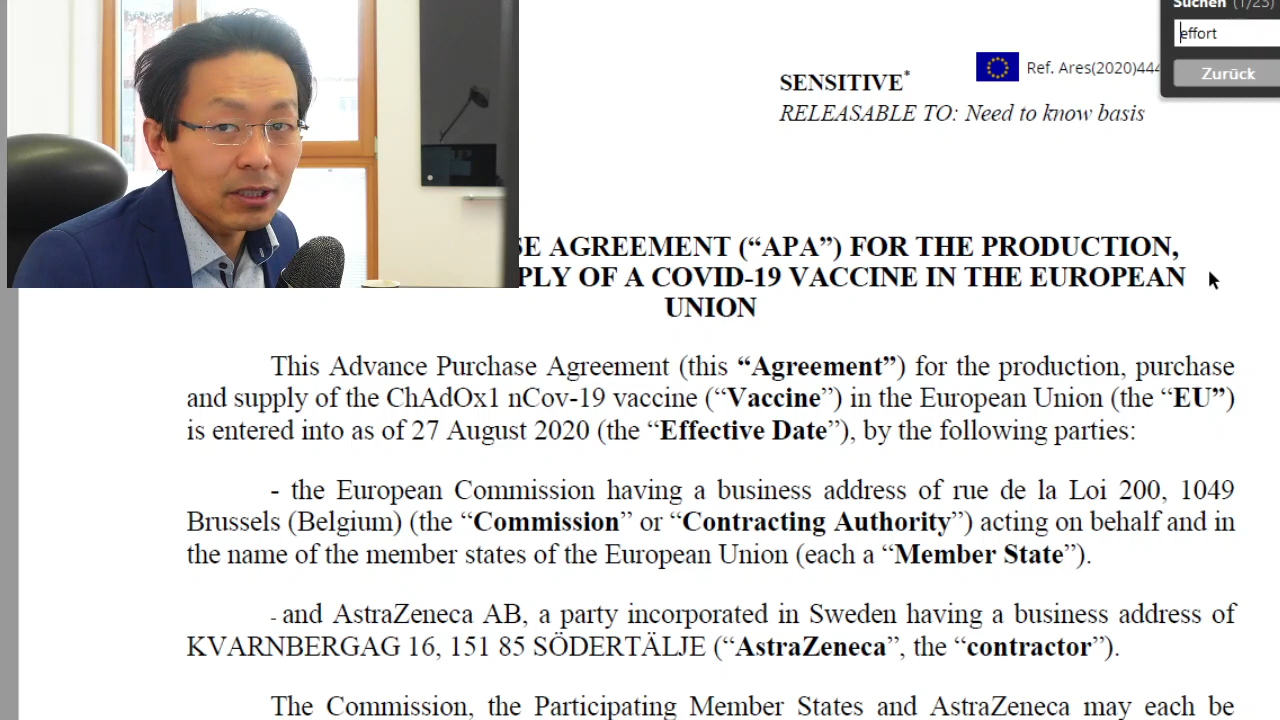 Suchen (1/23)
effort
Zurück
SENSITIVE*
Ref. Ares(2020)444
RELEASABLE TO: Need to know basis
SE AGREEMENT (“APA”) FOR THE PRODUCTION,
PLY OF A COVID-19 VACCINE IN THE EUROPEAN
UNION
This Advance Purchase Agreement (this “Agreement”) for the production, purchase
and supply of the ChAdOx1 nCov-19 vaccine (“Vaccine”) in the European Union (the “EU”)
is entered into as of 27 August 2020 (the “Effective Date”), by the following parties:
- the European Commission having a business address of rue de la Loi 200, 1049
Brussels (Belgium) (the “Commission” or “Contracting Authority”) acting on behalf and in
the name of the member states of the European Union (each a “Member State”).
- and AstraZeneca AB, a party incorporated in Sweden having a business address of
KVARNBERGAG 16, 151 85 SÖDERTÄLJE (“AstraZeneca”, the “contractor”).
The Commission, the Participating Member States and AstraZeneca may each be